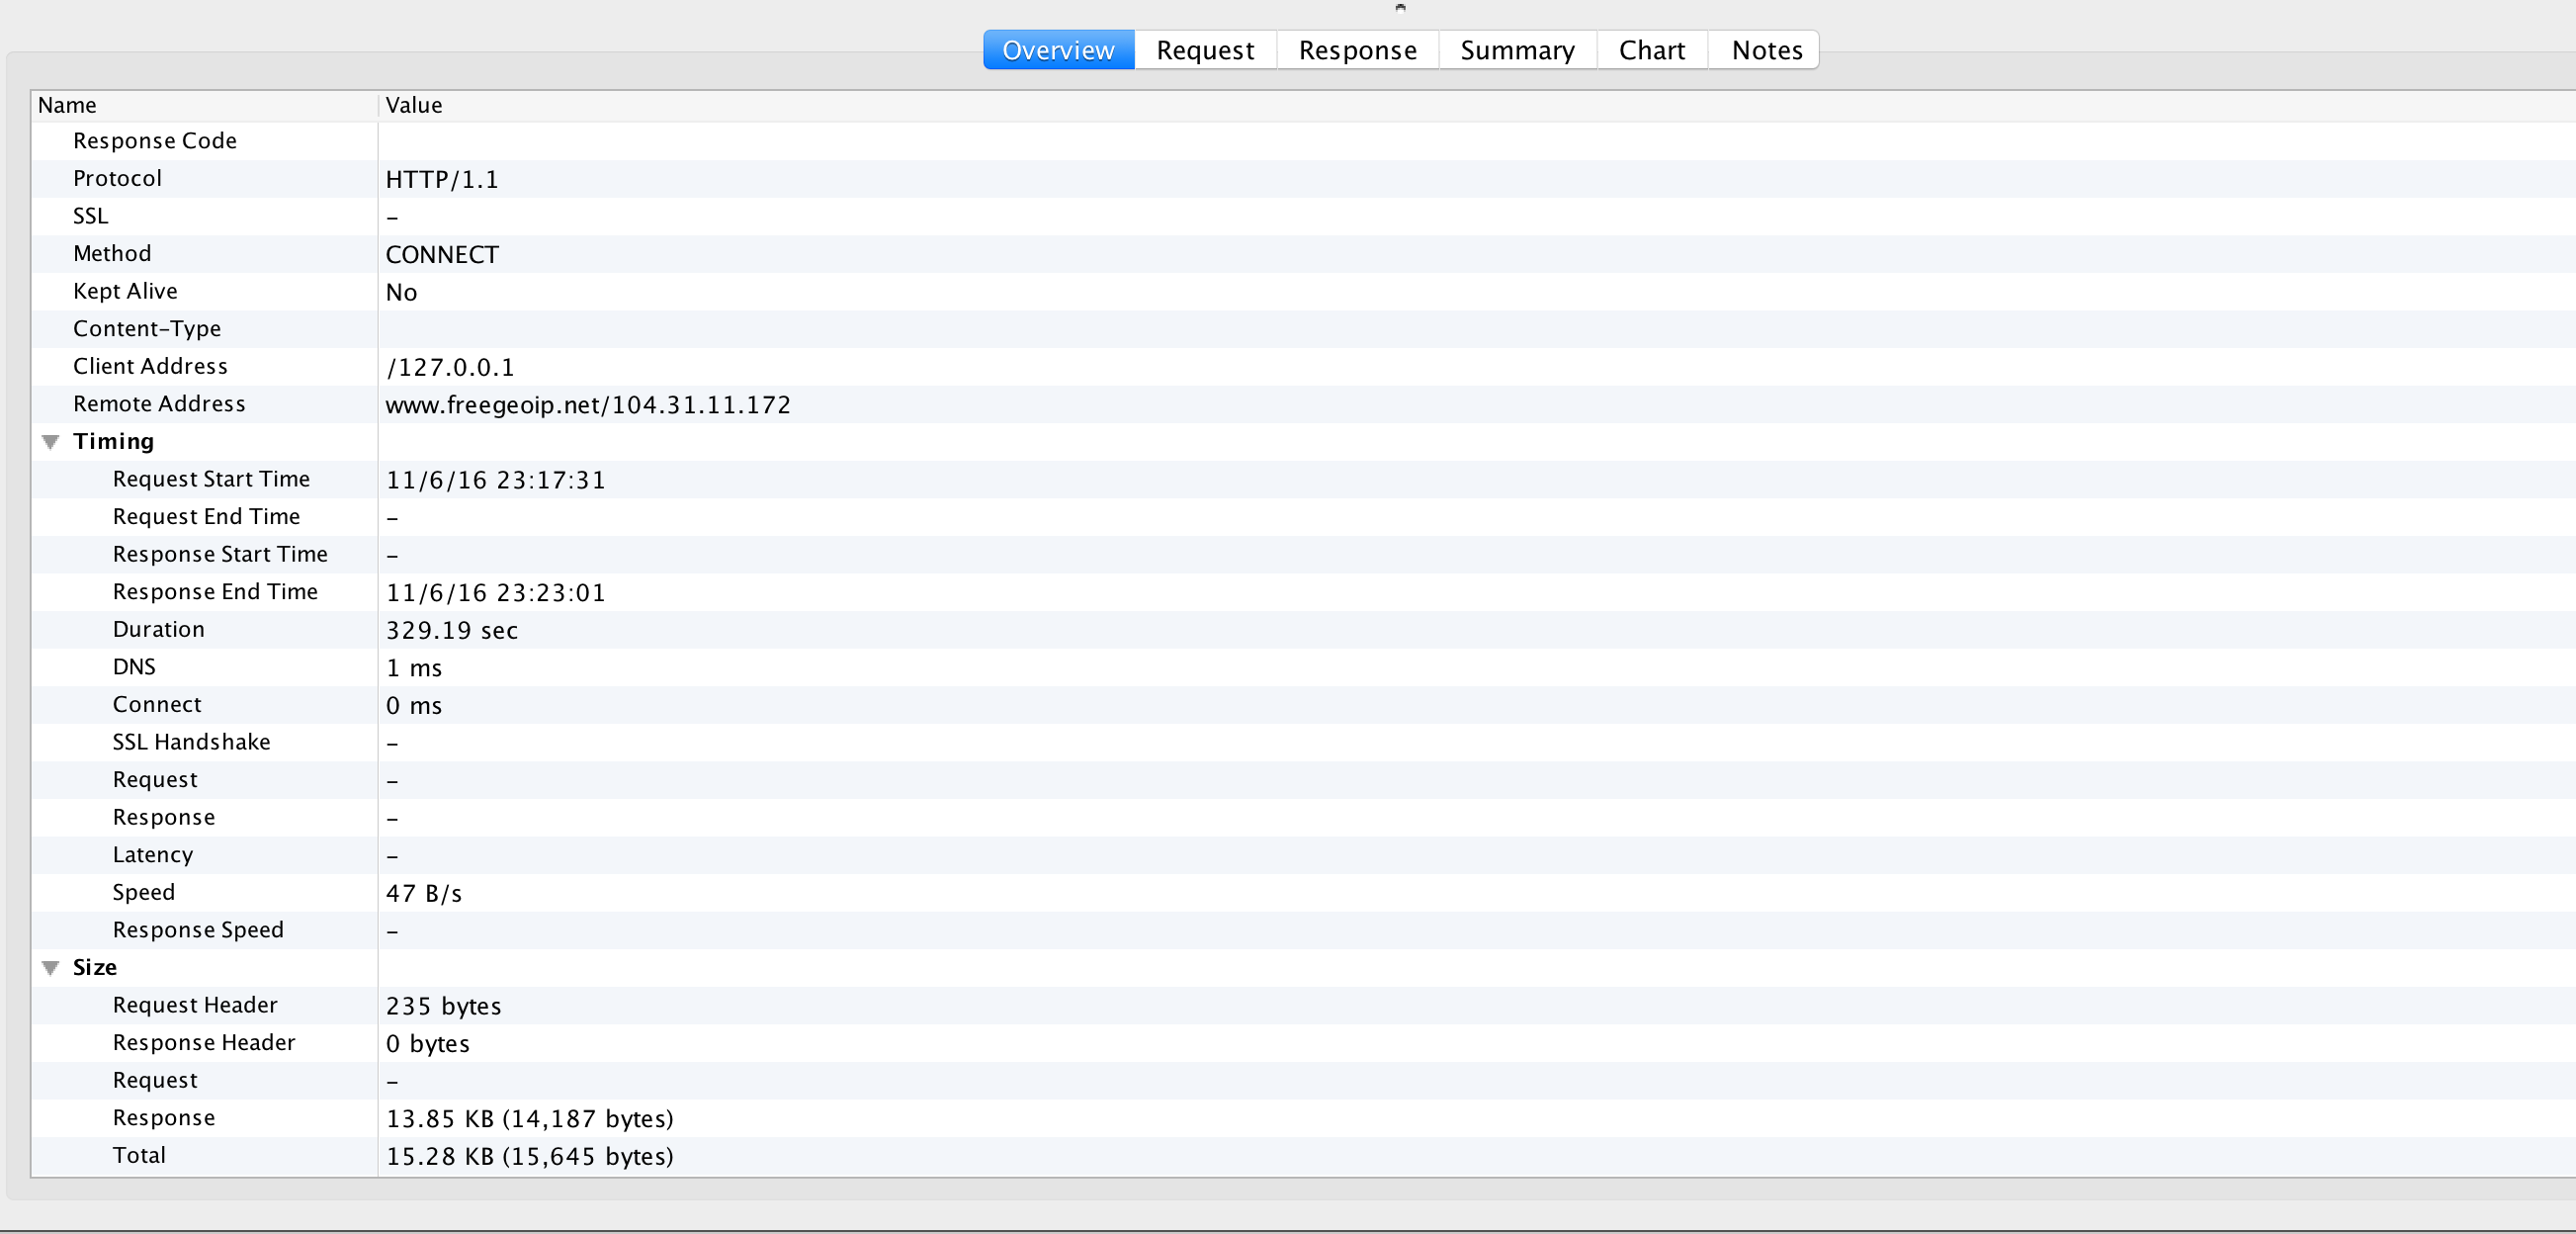 Overview Request Response Summary Chart Notes
Name Value
Response Code
Protocol HTTP/1.1
SSL –
Method CONNECT
Kept Alive No
Content-Type
Client Address /127.0.0.1
Remote Address www.freegeoip.net/104.31.11.172
Timing
Request Start Time 11/6/16 23:17:31
Request End Time –
Response Start Time –
Response End Time 11/6/16 23:23:01
Duration 329.19 sec
DNS 1 ms
Connect 0 ms
SSL Handshake –
Request –
Response –
Latency –
Speed 47 B/s
Response Speed –
Size
Request Header 235 bytes
Response Header 0 bytes
Request –
Response 13.85 KB (14,187 bytes)
Total 15.28 KB (15,645 bytes)